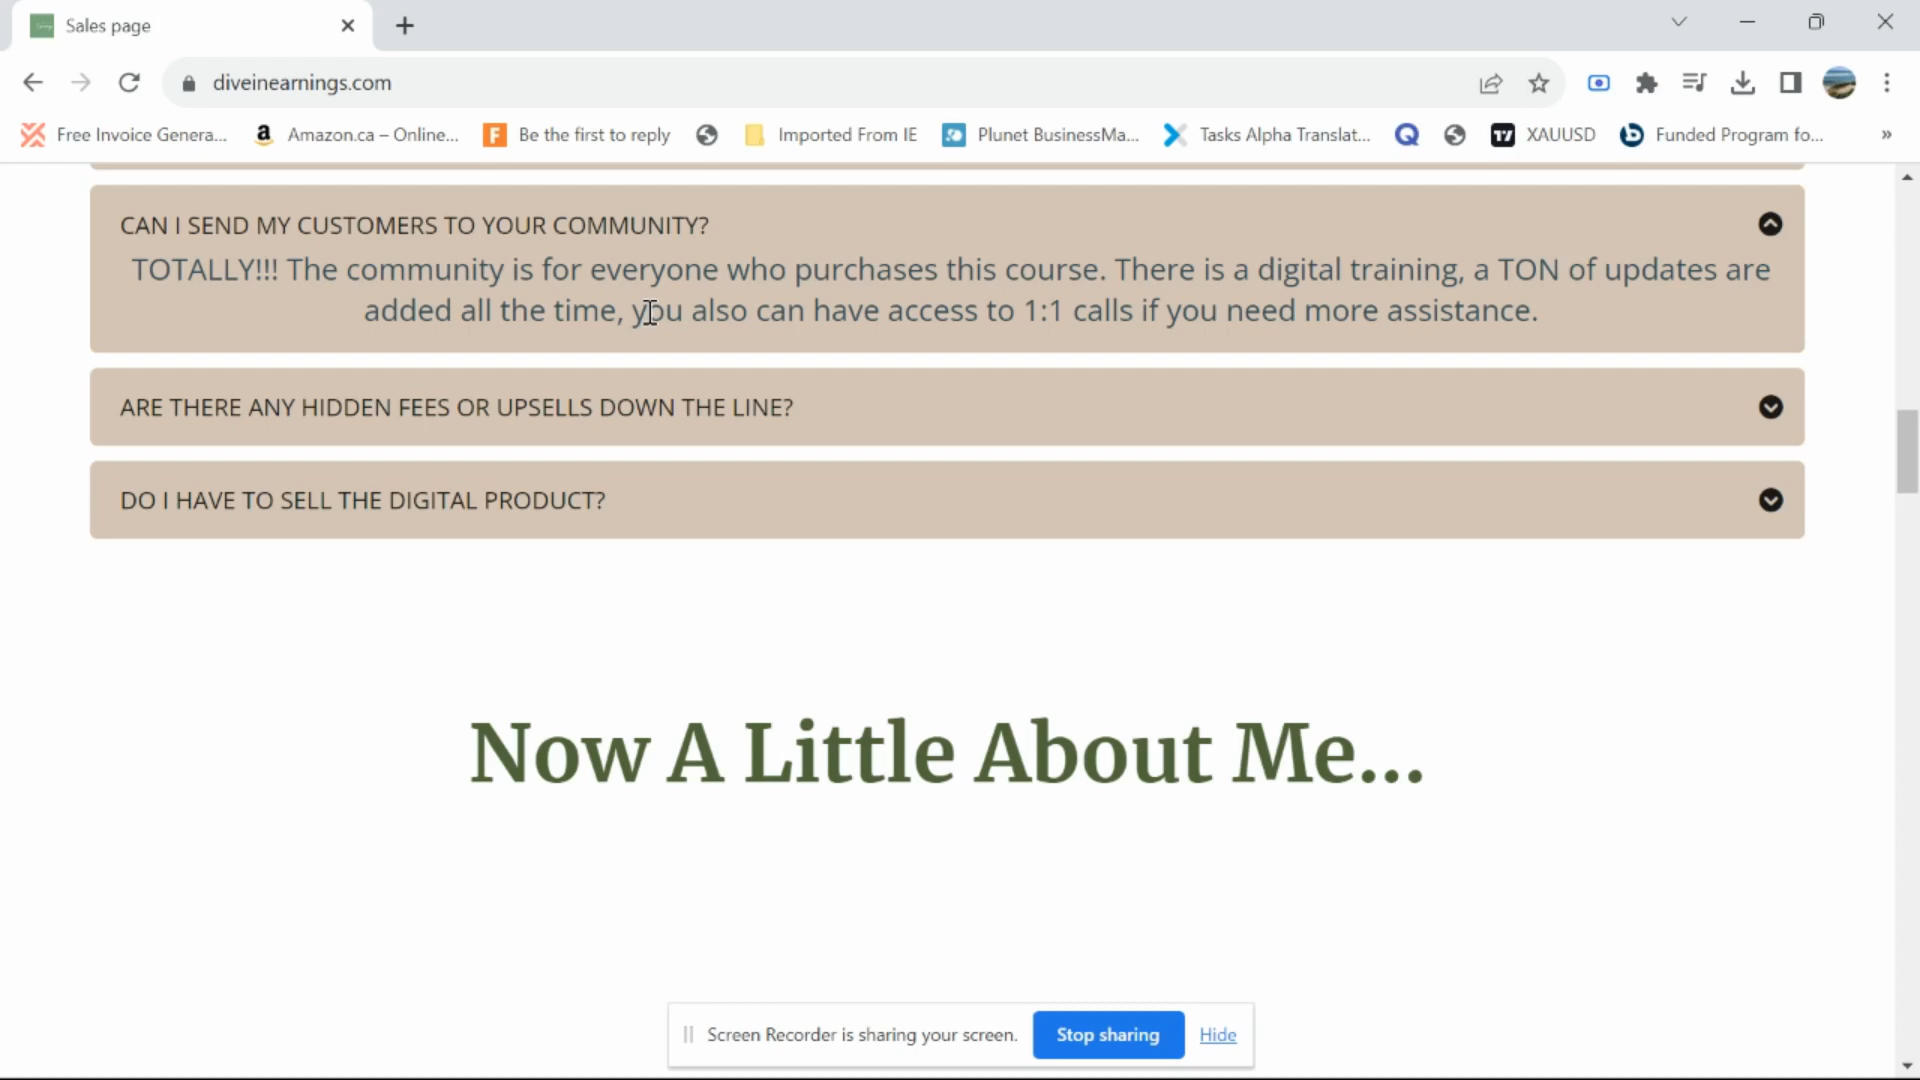 Sales page
diveinearnings.com
Free Invoice Genera...
Amazon.ca – Online...
Be the first to reply
Imported From IE
Plunet BusinessMa...
Tasks Alpha Translat...
XAUUSD
Funded Program fo...
»
CAN I SEND MY CUSTOMERS TO YOUR COMMUNITY?
TOTALLY!!! The community is for everyone who purchases this course. There is a digital training, a TON of updates are
added all the time, you also can have access to 1:1 calls if you need more assistance.
ARE THERE ANY HIDDEN FEES OR UPSELLS DOWN THE LINE?
DO I HAVE TO SELL THE DIGITAL PRODUCT?
Now A Little About Me...
Screen Recorder is sharing your screen.
Stop sharing
Hide